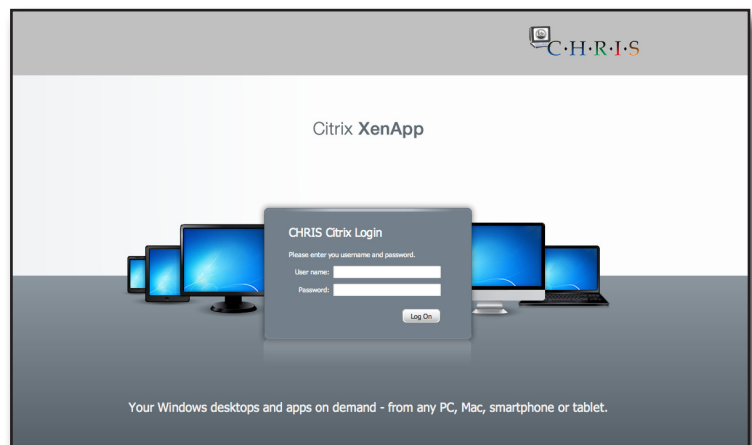 C·H·R·I·S
Citrix XenApp
CHRIS Citrix Login
Please enter you username and password.
User name:
Password:
Log On
Your Windows desktops and apps on demand - from any PC, Mac, smartphone or tablet.